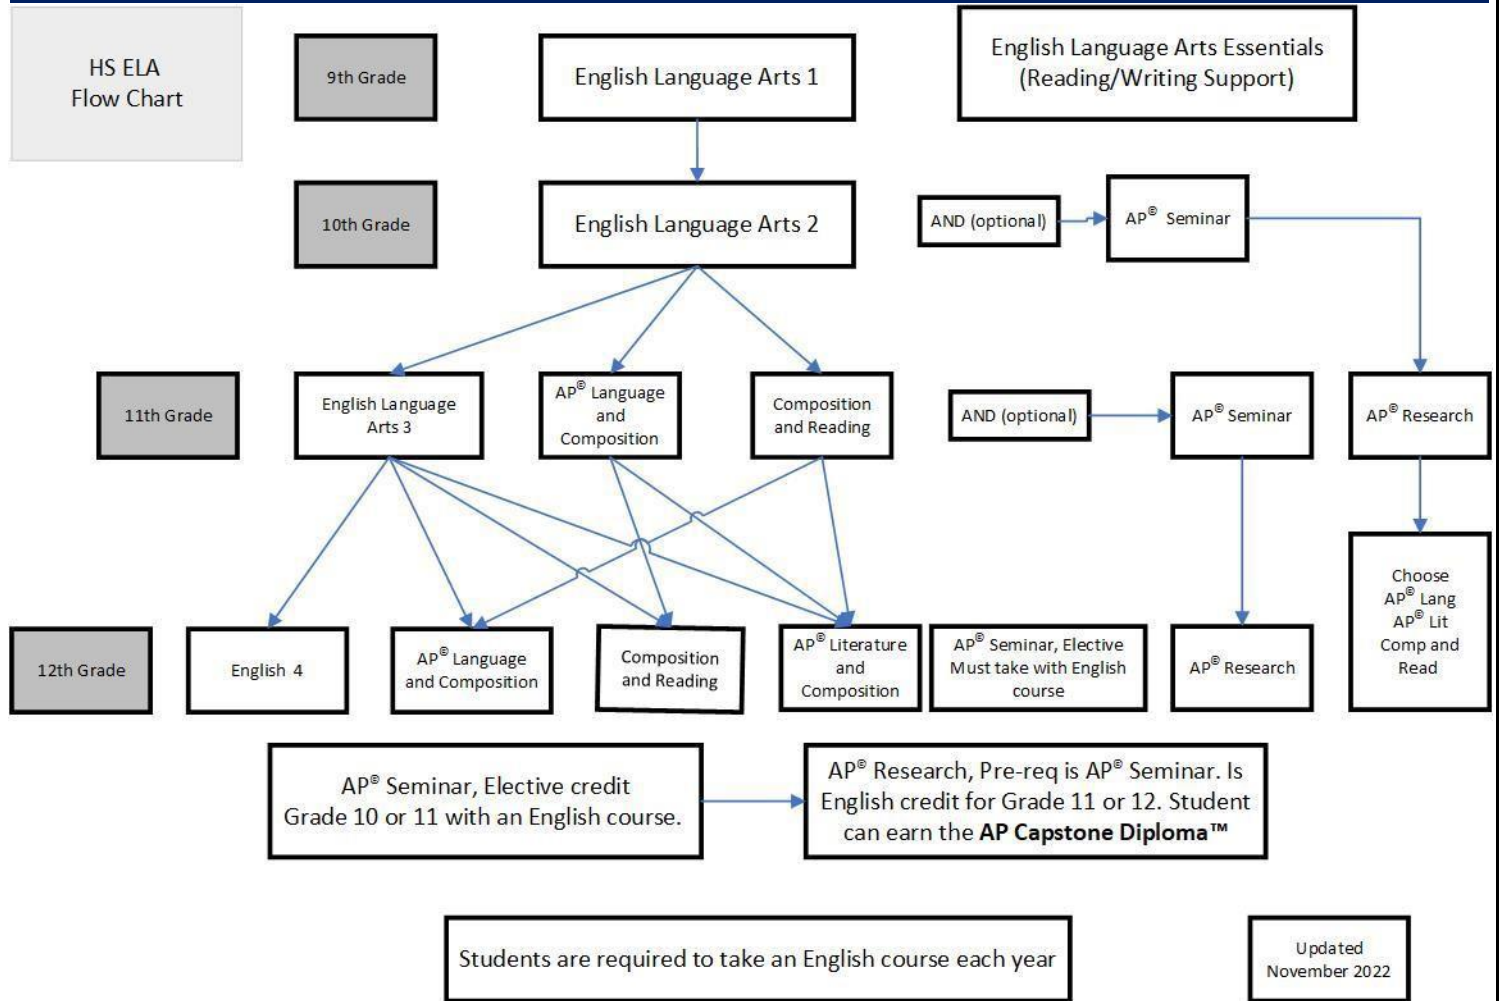 HS ELA
Flow Chart
9th Grade
English Language Arts 1
English Language Arts Essentials
(Reading/Writing Support)
10th Grade
English Language Arts 2
AND (optional)
AP© Seminar
11th Grade
English Language
Arts 3
AP© Language
and
Composition
Composition
and Reading
AND (optional)
AP© Seminar
AP© Research
12th Grade
English 4
AP© Language
and Composition
Composition
and Reading
AP© Literature
and
Composition
AP© Seminar, Elective
Must take with English
course
AP© Research
Choose
AP© Lang
AP© Lit
Comp and
Read
AP© Seminar, Elective credit
Grade 10 or 11 with an English course.
AP© Research, Pre-req is AP© Seminar. Is
English credit for Grade 11 or 12. Student
can earn the AP Capstone Diploma™
Students are required to take an English course each year
Updated
November 2022